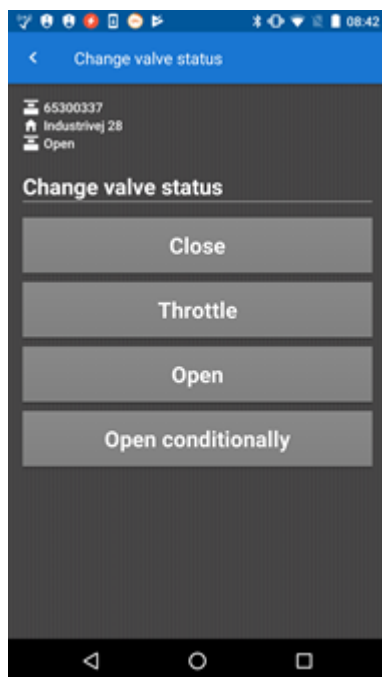 08:42
Change valve status
65300337
Industrivej 28
Open
Change valve status
Close
Throttle
Open
Open conditionally